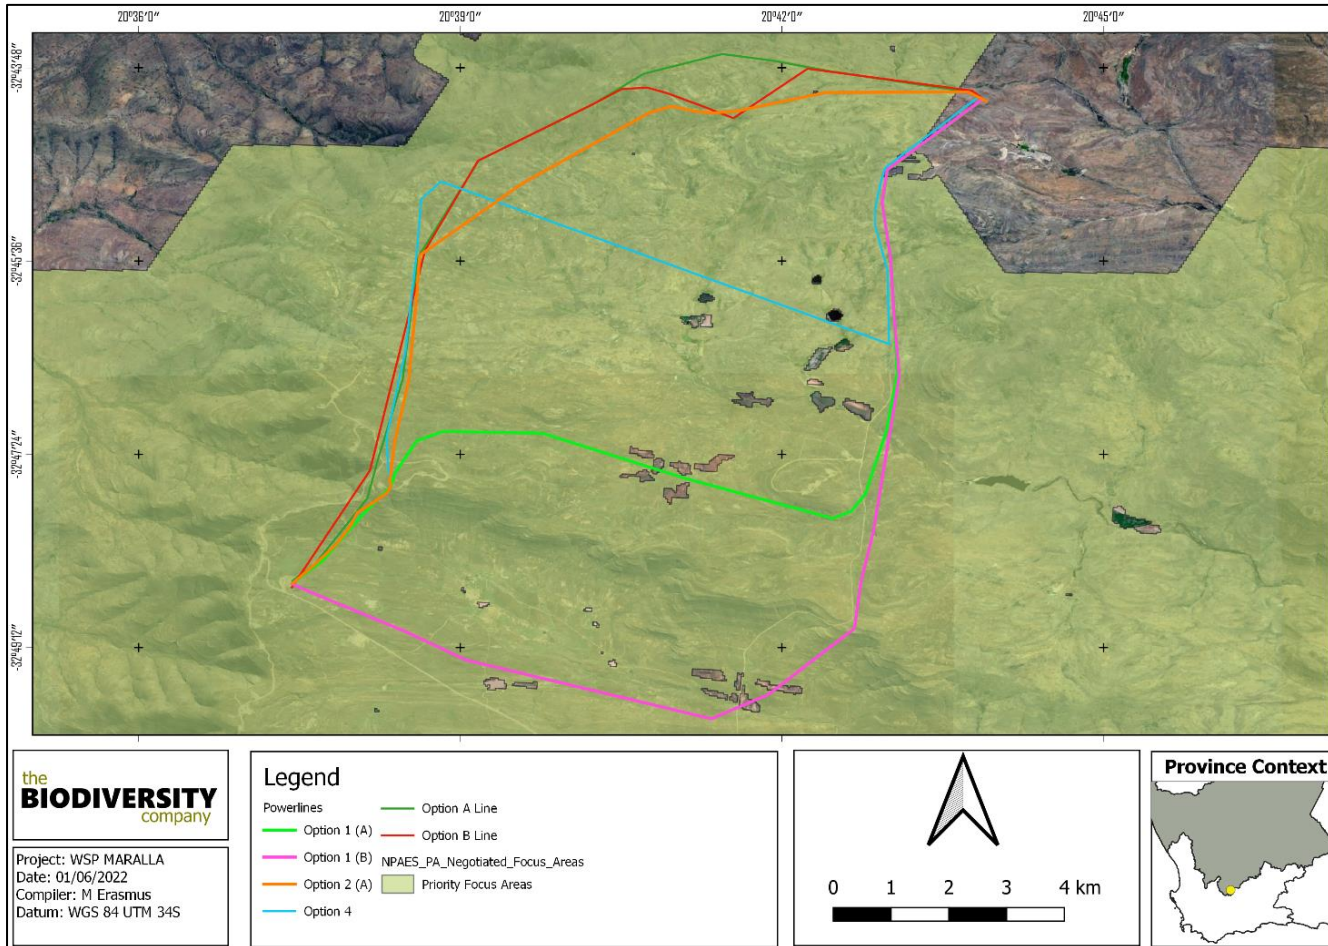 20°36'0" 20°39'0" 20°42'0" 20°45'0"
-32°43'48"
-32°45'36"
-32°47'24"
-32°49'12"
the
BIODIVERSITY
company
Project: WSP MARALLA
Date: 01/06/2022
Compiler: M Erasmus
Datum: WGS 84 UTM 34S
Legend
Powerlines
Option 1 (A)
Option 1 (B)
Option 2 (A)
Option 4
Option A Line
Option B Line
NPAES_PA_Negotiated_Focus_Areas
Priority Focus Areas
0 1 2 3 4 km
Province Context